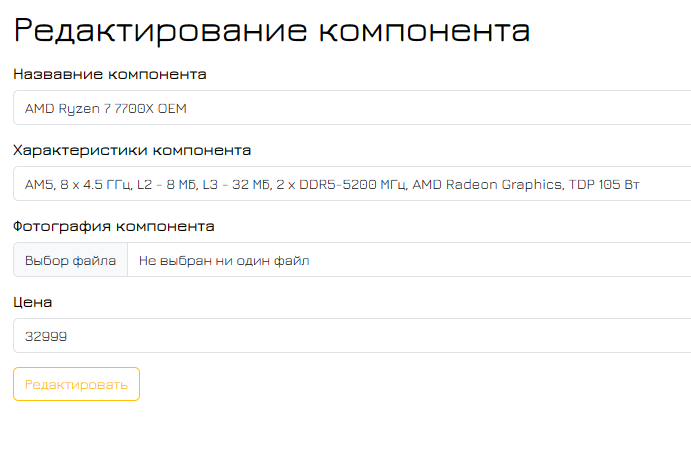 Редактирование компонента
Назвавние компонента
AMD Ryzen 7 7700X OEM
Характеристики компонента
AM5, 8 x 4.5 ГГц, L2 - 8 МБ, L3 - 32 МБ, 2 x DDR5-5200 МГц, AMD Radeon Graphics, TDP 105 Вт
Фотография компонента
Выбор файла Не выбран ни один файл
Цена
32999
Редактировать